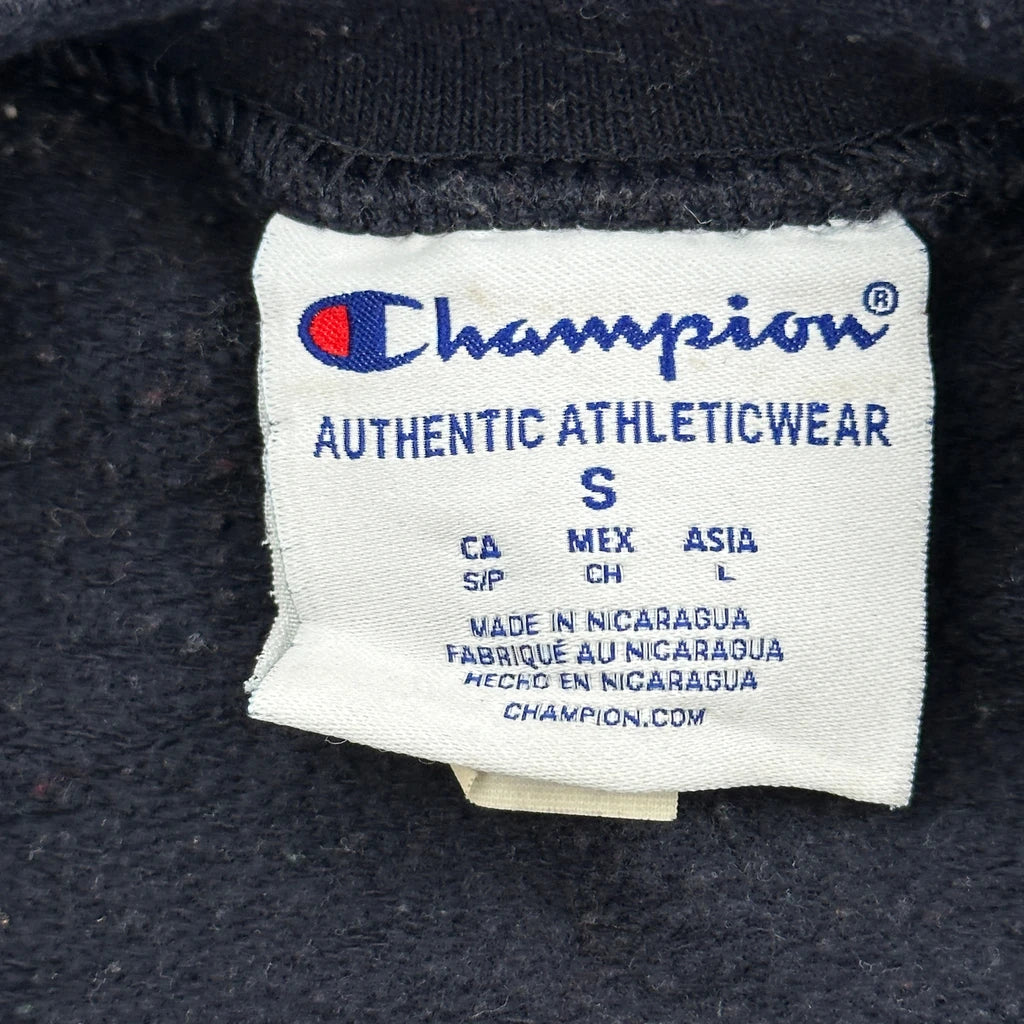 Champion®
AUTHENTIC ATHLETICWEAR
S
CA MEX ASIA
S/P CH L
MADE IN NICARAGUA
FABRIQUÉ AU NICARAGUA
HECHO EN NICARAGUA
CHAMPION.COM